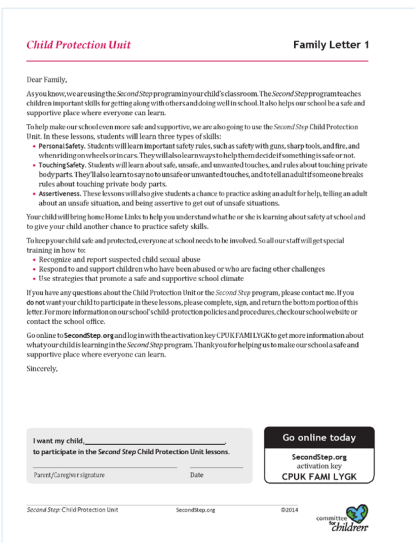 Child Protection Unit
Family Letter 1
Dear Family,
As you know, we are using the Second Step program in your child's classroom. The Second Step program teaches
children important skills for getting along with others and doing well in school. It also helps our school be a safe and
supportive place where everyone can learn.
To help make our school even more safe and supportive, we are also going to use the Second Step Child Protection
Unit. In these lessons, students will learn three types of skills:
• Personal Safety. Students will learn important safety rules, such as safety with guns, sharp tools, and fire, and
when riding on wheels or in cars. They will also learn ways to help them decide if something is safe or not.
• Touching Safety. Students will learn about safe, unsafe, and unwanted touches, and rules about touching private
body parts. They'll also learn to say no to unsafe or unwanted touches, and to tell an adult if someone breaks
rules about touching private body parts.
• Assertiveness. These lessons will also give students a chance to practice asking an adult for help, telling an adult
about an unsafe situation, and being assertive to get out of unsafe situations.
Your child will bring home Home Links to help you understand what he or she is learning about safety at school and
to give your child another chance to practice safety skills.
To keep your child safe and protected, everyone at school needs to be involved. So all our staff will get special
training in how to:
• Recognize and report suspected child sexual abuse
• Respond to and support children who have been abused or who are facing other challenges
• Use strategies that promote a safe and supportive school climate
If you have any questions about the Child Protection Unit or the Second Step program, please contact me. If you
do not want your child to participate in these lessons, please complete, sign, and return the bottom portion of this
letter. For more information on our school's child-protection policies and procedures, check our school website or
contact the school office.
Go online to SecondStep.org and log in with the activation key CPUK FAMI LYGK to get more information about
what your child is learning in the Second Step program. Thank you for helping us to make our school a safe and
supportive place where everyone can learn.
Sincerely,
I want my child,
to participate in the Second Step Child Protection Unit lessons.
Parent/Caregiver signature
Date
Go online today
SecondStep.org
activation key
CPUK FAMI LYGK
Second Step: Child Protection Unit
SecondStep.org
©2014
committee
for
children